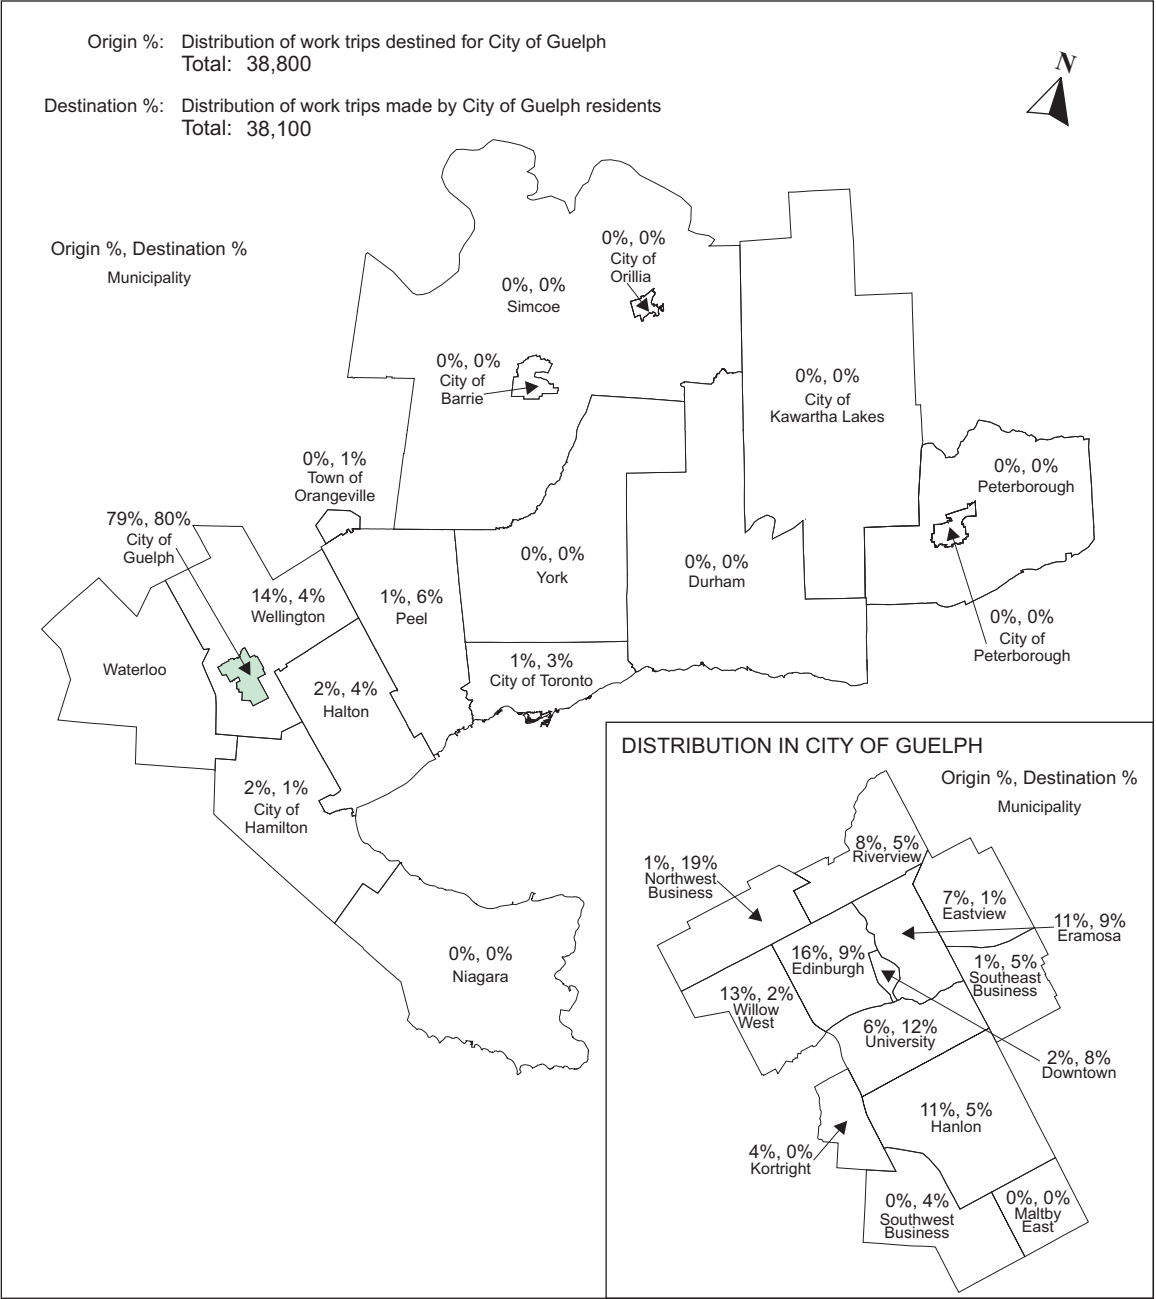 Origin %: Distribution of work trips destined for City of Guelph
Total: 38,800
Destination %: Distribution of work trips made by City of Guelph residents
Total: 38,100
N
Origin %, Destination %
Municipality
0%, 0%
City of
Orillia
0%, 0%
Simcoe
0%, 0%
City of
Barrie
0%, 0%
City of
Kawartha Lakes
0%, 1%
Town of
Orangeville
0%, 0%
Peterborough
79%, 80%
City of
Guelph
0%, 0%
York
0%, 0%
Durham
14%, 4%
Wellington
1%, 6%
Peel
0%, 0%
City of
Peterborough
Waterloo
1%, 3%
City of Toronto
2%, 4%
Halton
2%, 1%
City of
Hamilton
0%, 0%
Niagara
DISTRIBUTION IN CITY OF GUELPH
Origin %, Destination %
Municipality
8%, 5%
Riverview
1%, 19%
Northwest
Business
7%, 1%
Eastview
11%, 9%
Eramosa
16%, 9%
Edinburgh
1%, 5%
Southeast
Business
13%, 2%
Willow
West
6%, 12%
University
2%, 8%
Downtown
11%, 5%
Hanlon
4%, 0%
Kortright
0%, 4%
Southwest
Business
0%, 0%
Maltby
East